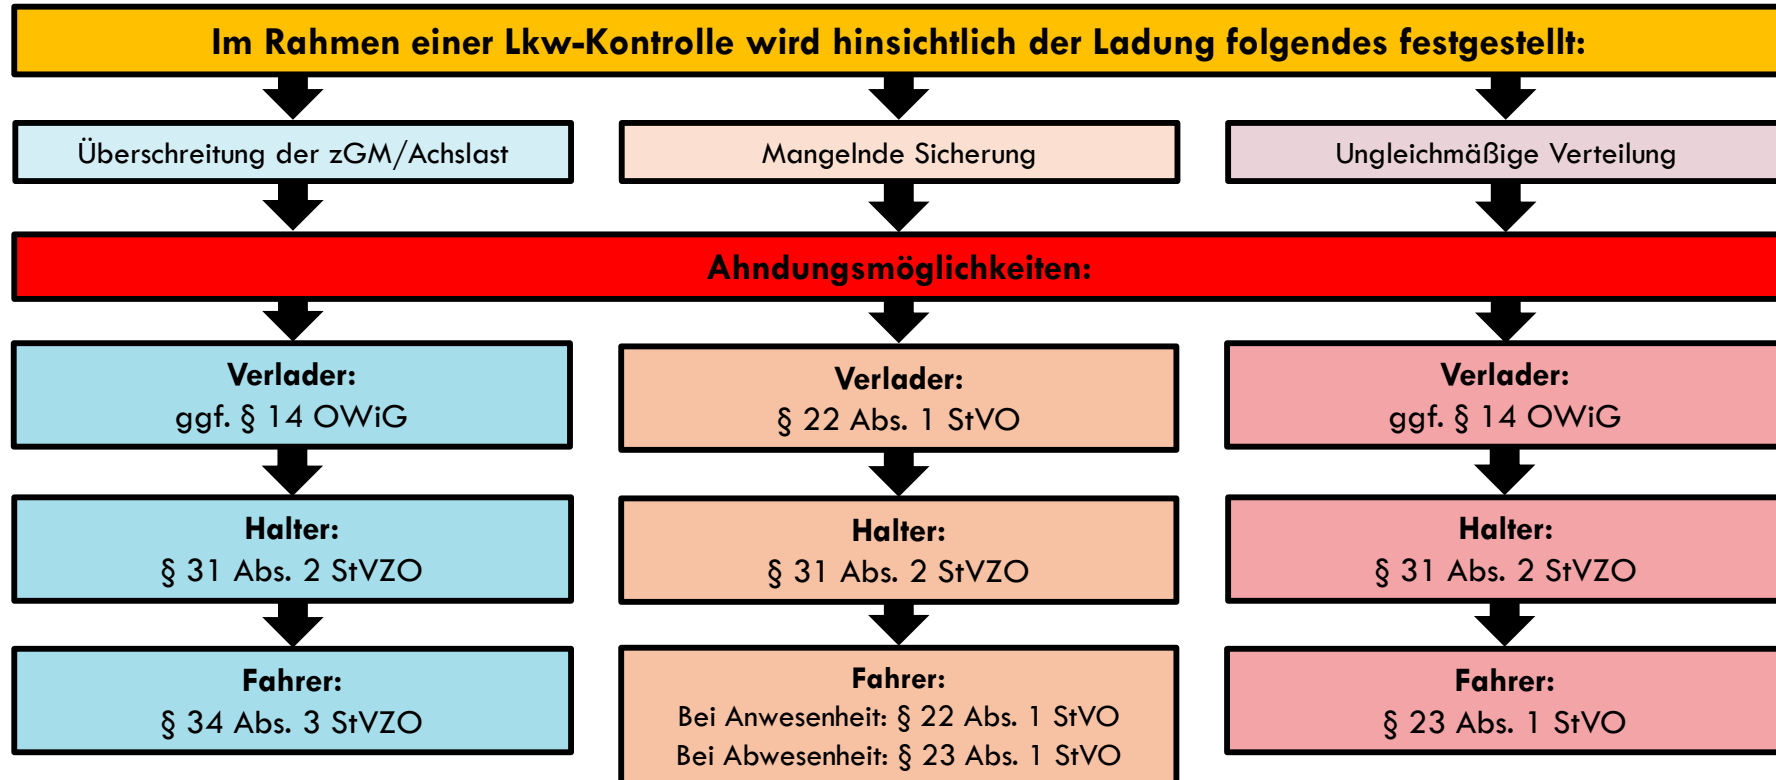 Im Rahmen einer Lkw-Kontrolle wird hinsichtlich der Ladung folgendes festgestellt:
Überschreitung der zGM/Achslast
Mangelnde Sicherung
Ungleichmäßige Verteilung
Ahndungsmöglichkeiten:
Verlader:
ggf. § 14 OWiG
Verlader:
§ 22 Abs. 1 StVO
Verlader:
ggf. § 14 OWiG
Halter:
§ 31 Abs. 2 StVZO
Halter:
§ 31 Abs. 2 StVZO
Halter:
§ 31 Abs. 2 StVZO
Fahrer:
§ 34 Abs. 3 StVZO
Fahrer:
Bei Anwesenheit: § 22 Abs. 1 StVO
Bei Abwesenheit: § 23 Abs. 1 StVO
Fahrer:
§ 23 Abs. 1 StVO